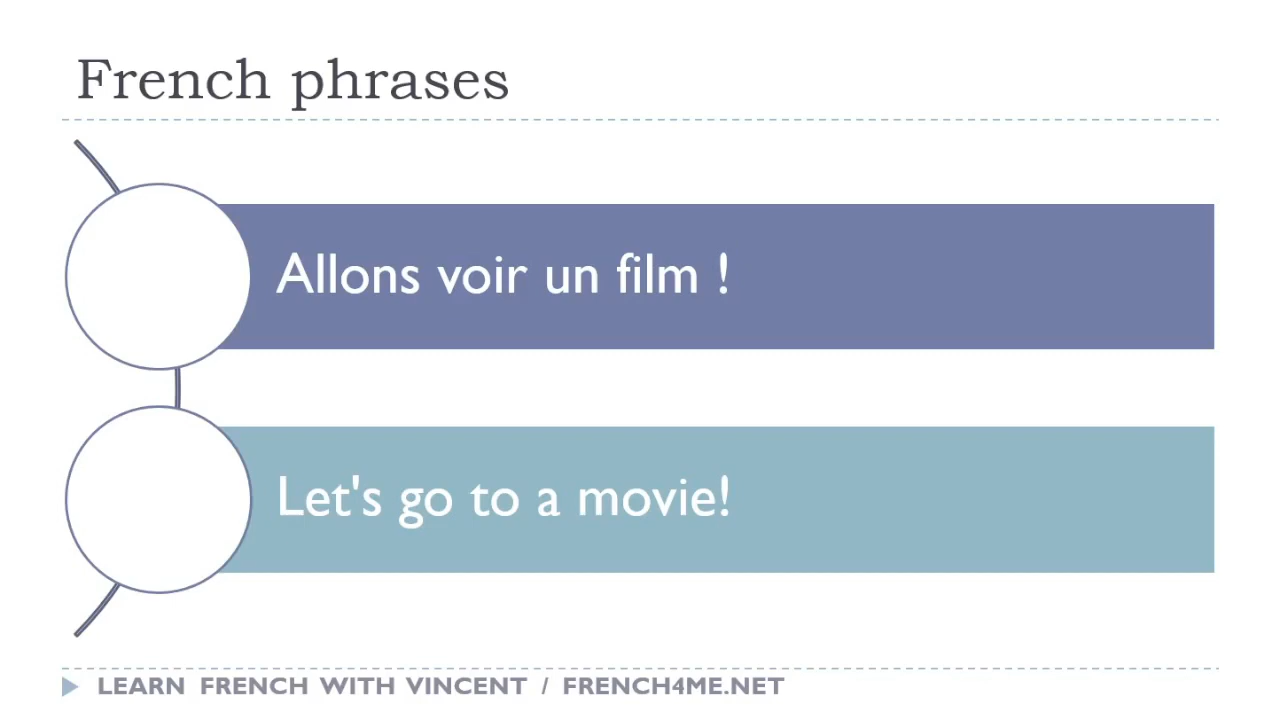 French phrases
Allons voir un film !
Let's go to a movie!
LEARN FRENCH WITH VINCENT / FRENCH4ME.NET